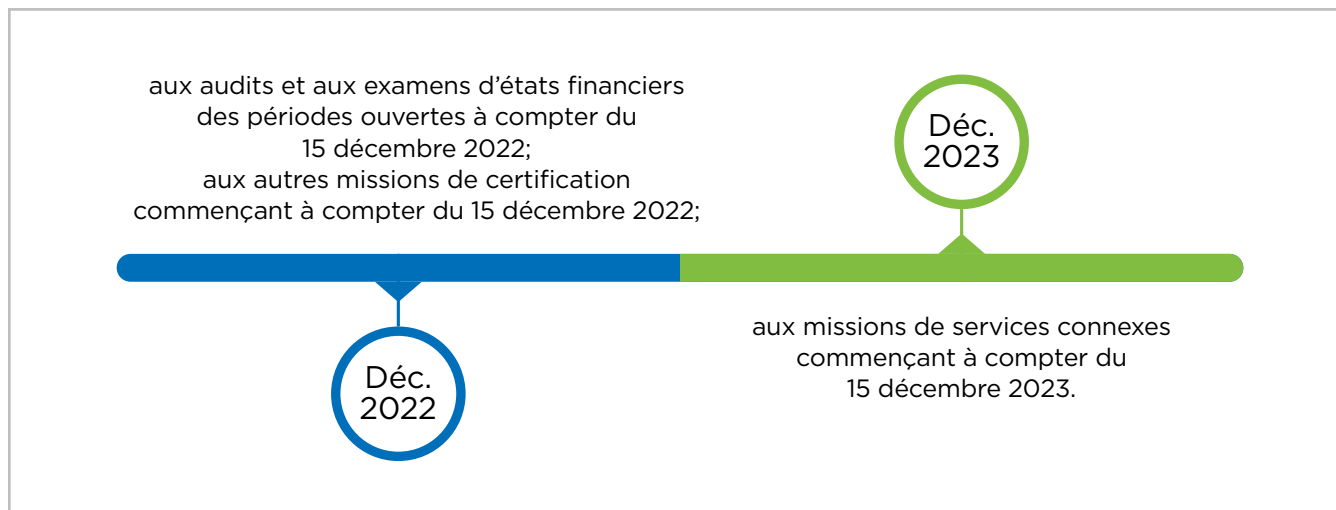 aux audits et aux examens d'états financiers
des périodes ouvertes à compter du
15 décembre 2022;
aux autres missions de certification
commençant à compter du 15 décembre 2022;
Déc.
2022
Déc.
2023
aux missions de services connexes
commençant à compter du
15 décembre 2023.